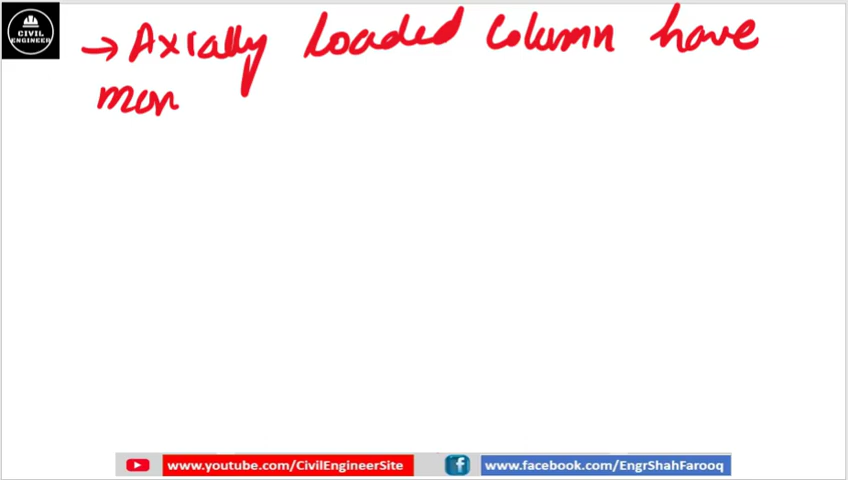 CIVIL
ENGINEER
→ Axially Loaded Column have
mon
www.youtube.com/CivilEngineerSite
www.facebook.com/EngrShahFarooq